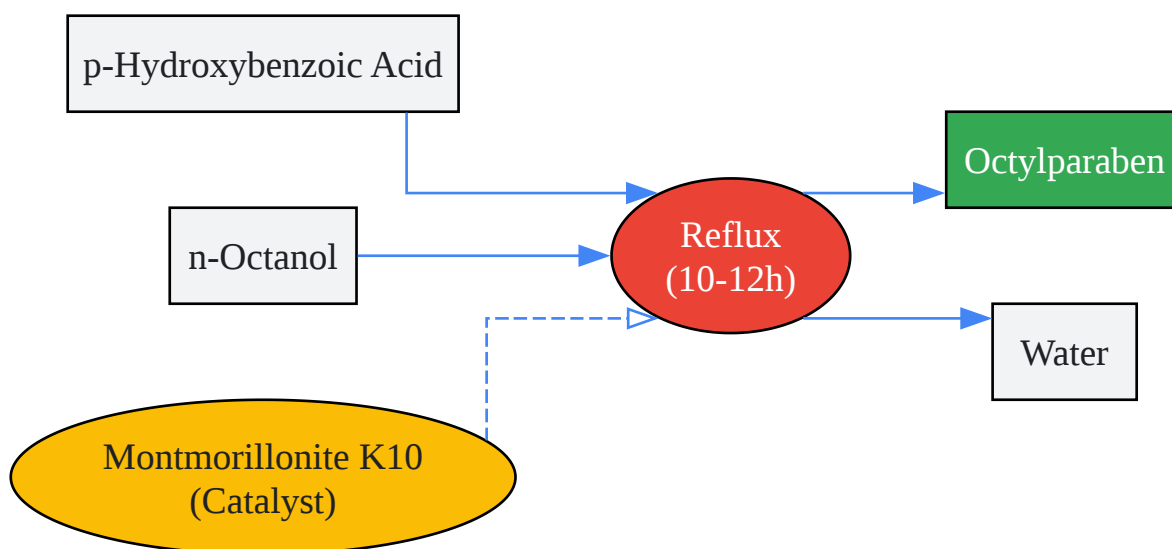 p-Hydroxybenzoic Acid
n-Octanol
Montmorillonite K10
(Catalyst)
Reflux
(10-12h)
Octylparaben
Water